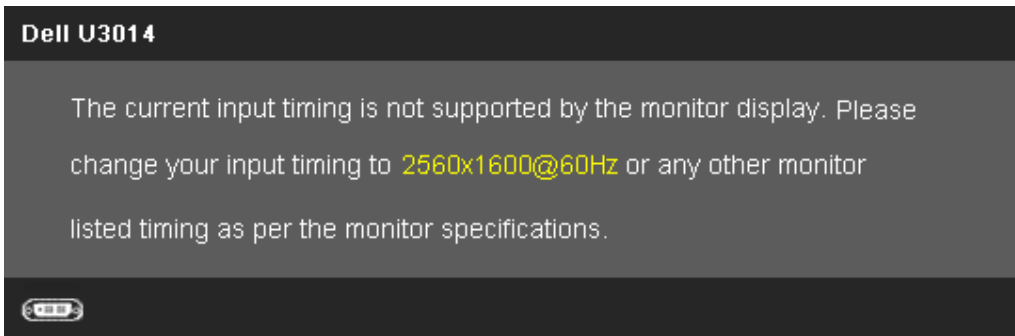 Dell U3014
The current input timing is not supported by the monitor display. Please
change your input timing to 2560x1600@60Hz or any other monitor
listed timing as per the monitor specifications.